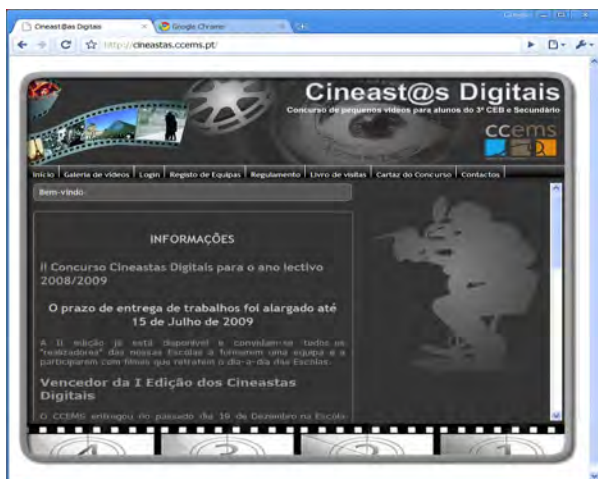 Cineast@s Digitais
Google Chrome
http://cineastas.ccems.pt/
Cineast@s Digitais
Concurso de pequenos vídeos para alunos do 3º CEB e Secundário
ccems
Início Galeria de vídeos Login Registo de Equipas Regulamento Livro de visitas Cartaz do Concurso Contactos
Bem-vindo
INFORMAÇÕES
II Concurso Cineastas Digitais para o ano lectivo
2008/2009
O prazo de entrega de trabalhos foi alargado até
15 de Julho de 2009
A II edição já está disponível e convidam-se todos os
"realizadores" das nossas Escolas a formarem uma equipa e a
participarem com filmes que retratem o dia-a-dia das Escolas.
Vencedor da I Edição dos Cineastas
Digitais
O CCEMS entregou no passado dia 19 de Dezembro na Escola
4 3 2 1